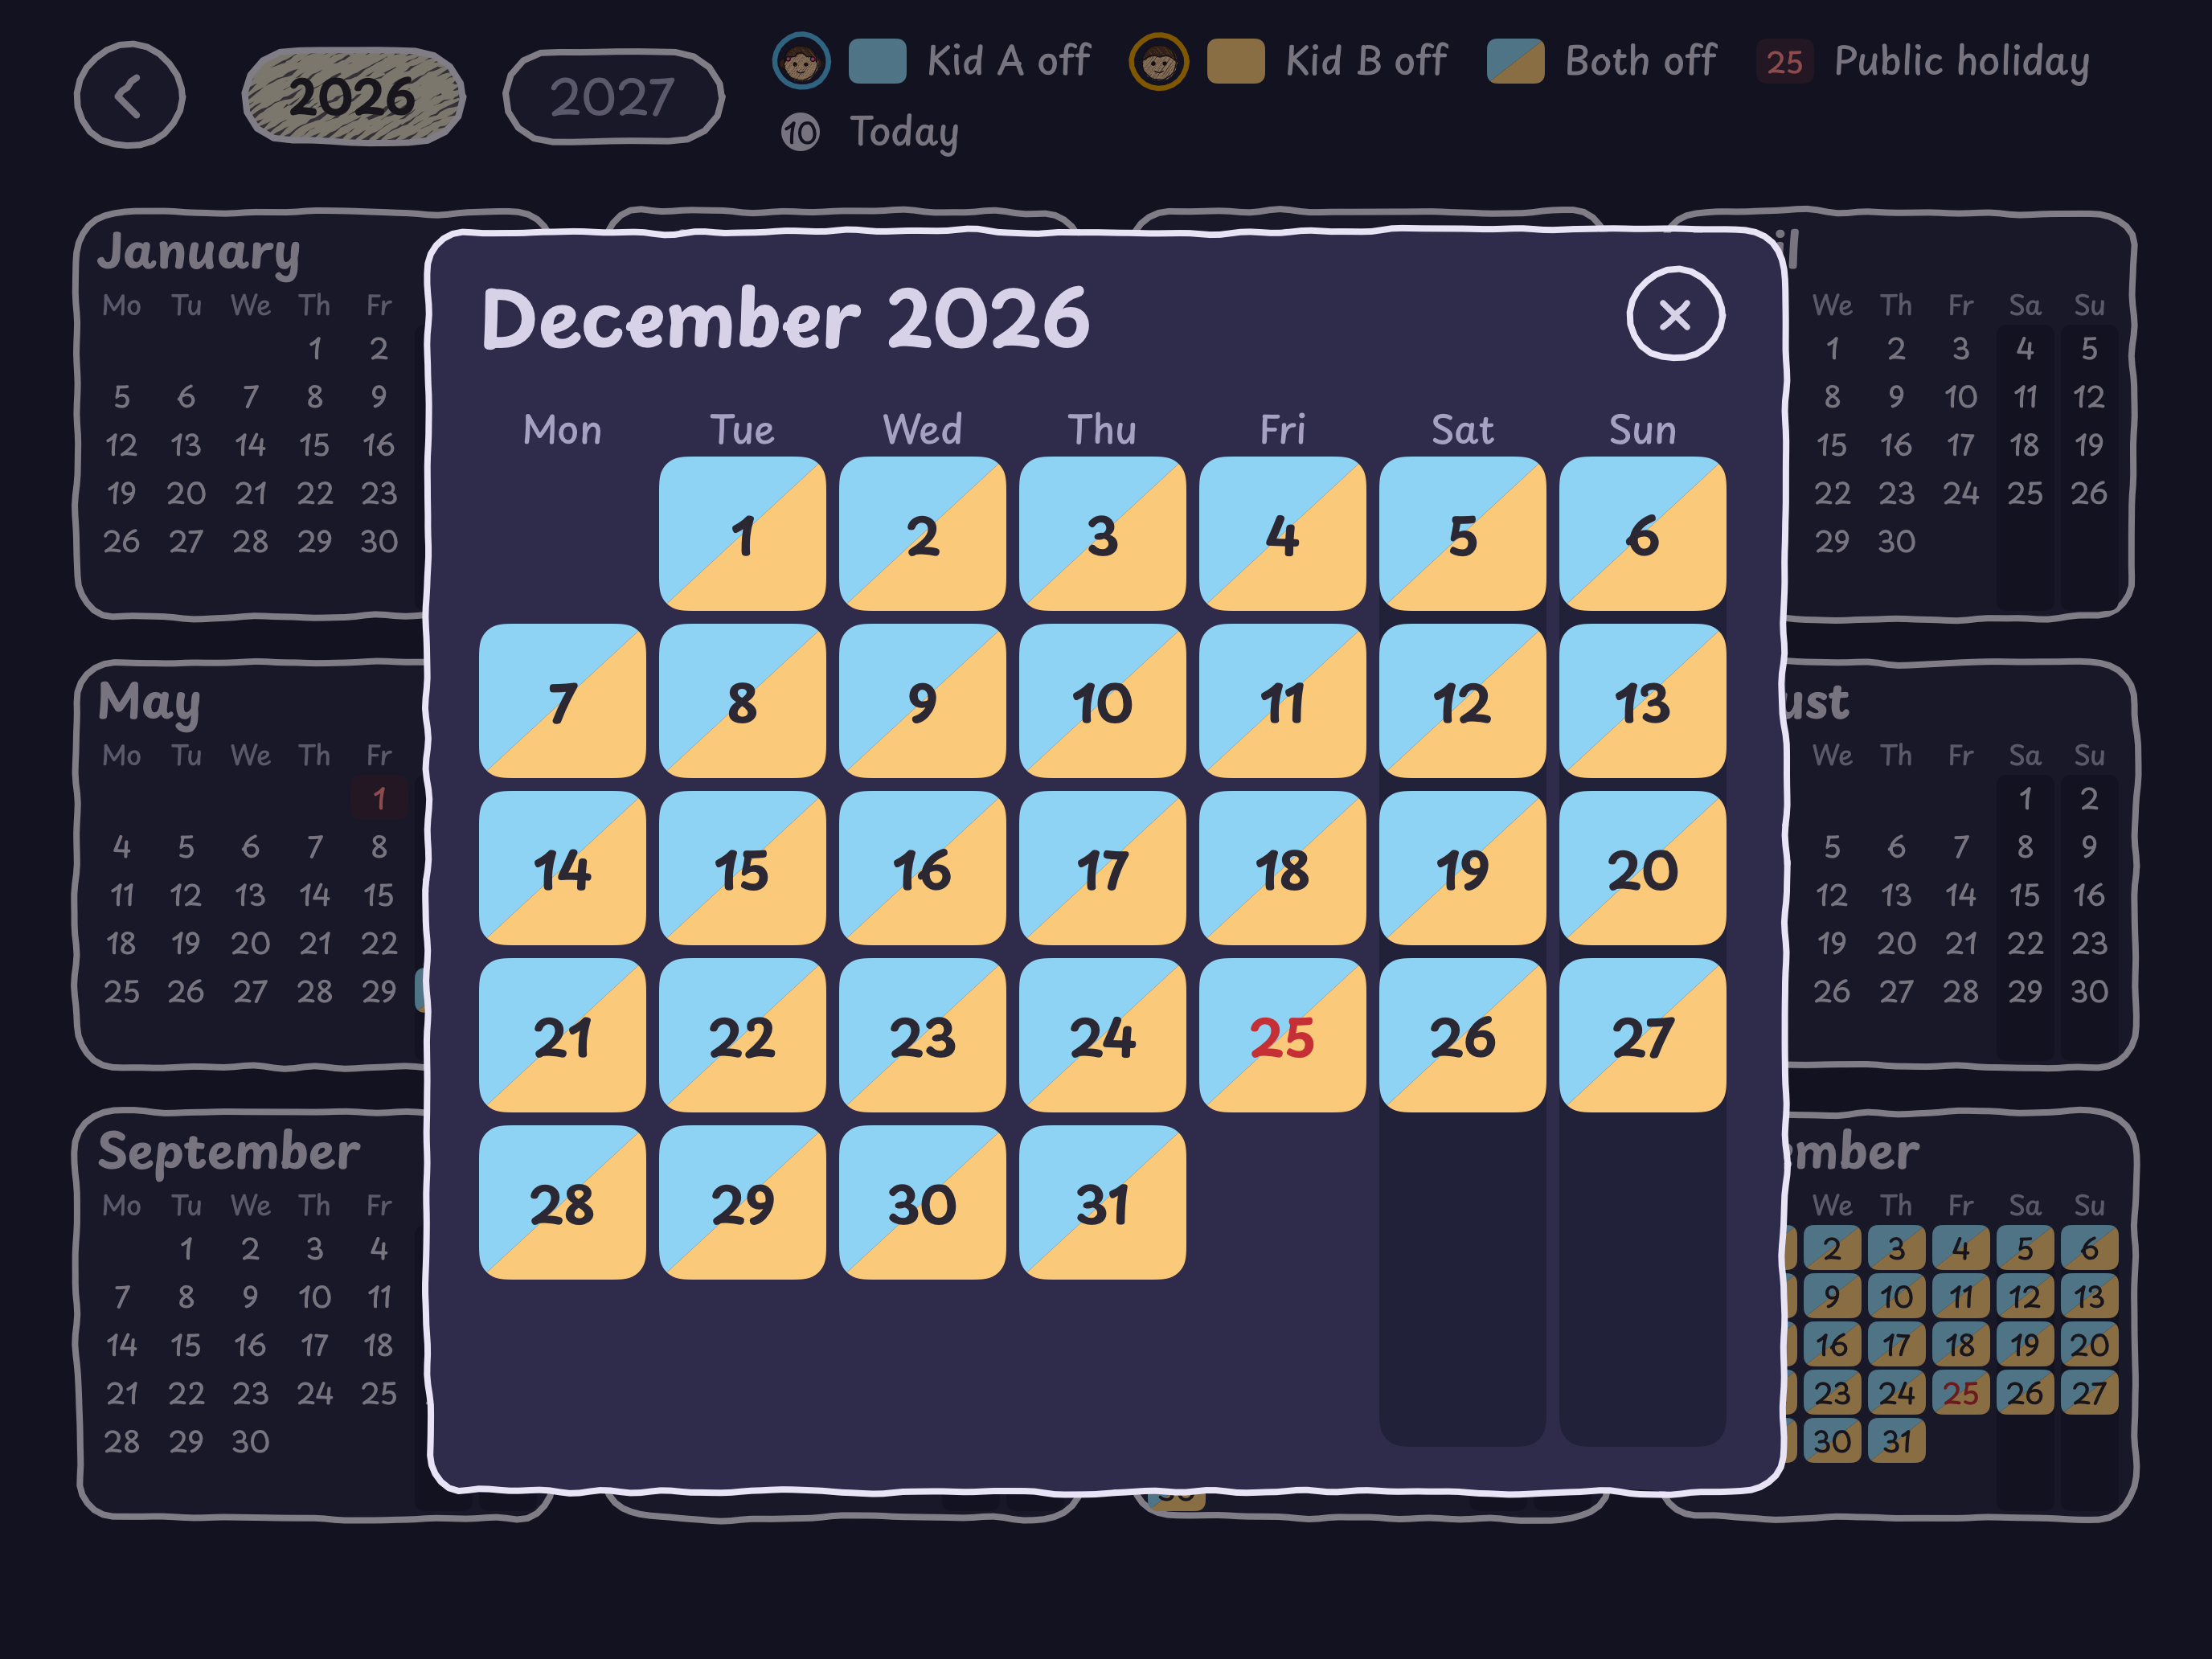 2026 2027 Kid A off Kid B off Both off 25 Public holiday
10 Today
January
Mo Tu We Th Fr
1 2
5 6 7 8 9
12 13 14 15 16
19 20 21 22 23
26 27 28 29 30
May
Mo Tu We Th Fr
1
4 5 6 7 8
11 12 13 14 15
18 19 20 21 22
25 26 27 28 29
September
Mo Tu We Th Fr
1 2 3 4
7 8 9 10 11
14 15 16 17 18
21 22 23 24 25
28 29 30
December 2026
Mon Tue Wed Thu Fri Sat Sun
1 2 3 4 5 6
7 8 9 10 11 12 13
14 15 16 17 18 19 20
21 22 23 24 25 26 27
28 29 30 31
il
We Th Fr Sa Su
1 2 3 4 5
8 9 10 11 12
15 16 17 18 19
22 23 24 25 26
29 30
ust
We Th Fr Sa Su
1 2
5 6 7 8 9
12 13 14 15 16
19 20 21 22 23
26 27 28 29 30
mber
We Th Fr Sa Su
2 3 4 5 6
9 10 11 12 13
16 17 18 19 20
23 24 25 26 27
30 31